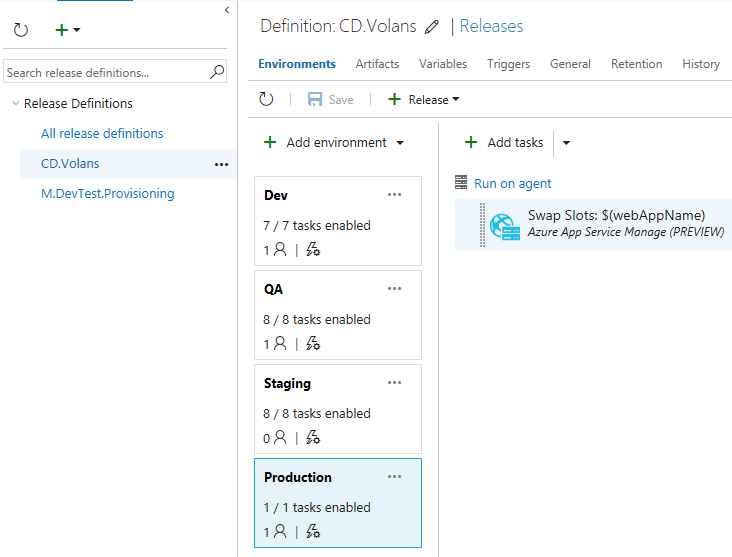 Search release definitions...
Release Definitions
All release definitions
CD.Volans
M.DevTest.Provisioning
Definition: CD.Volans | Releases
Environments Artifacts Variables Triggers General Retention History
Save Release
Add environment
Dev
7 / 7 tasks enabled
1
QA
8 / 8 tasks enabled
1
Staging
8 / 8 tasks enabled
0
Production
1 / 1 tasks enabled
1
Add tasks
Run on agent
Swap Slots: $(webAppName)
Azure App Service Manage (PREVIEW)